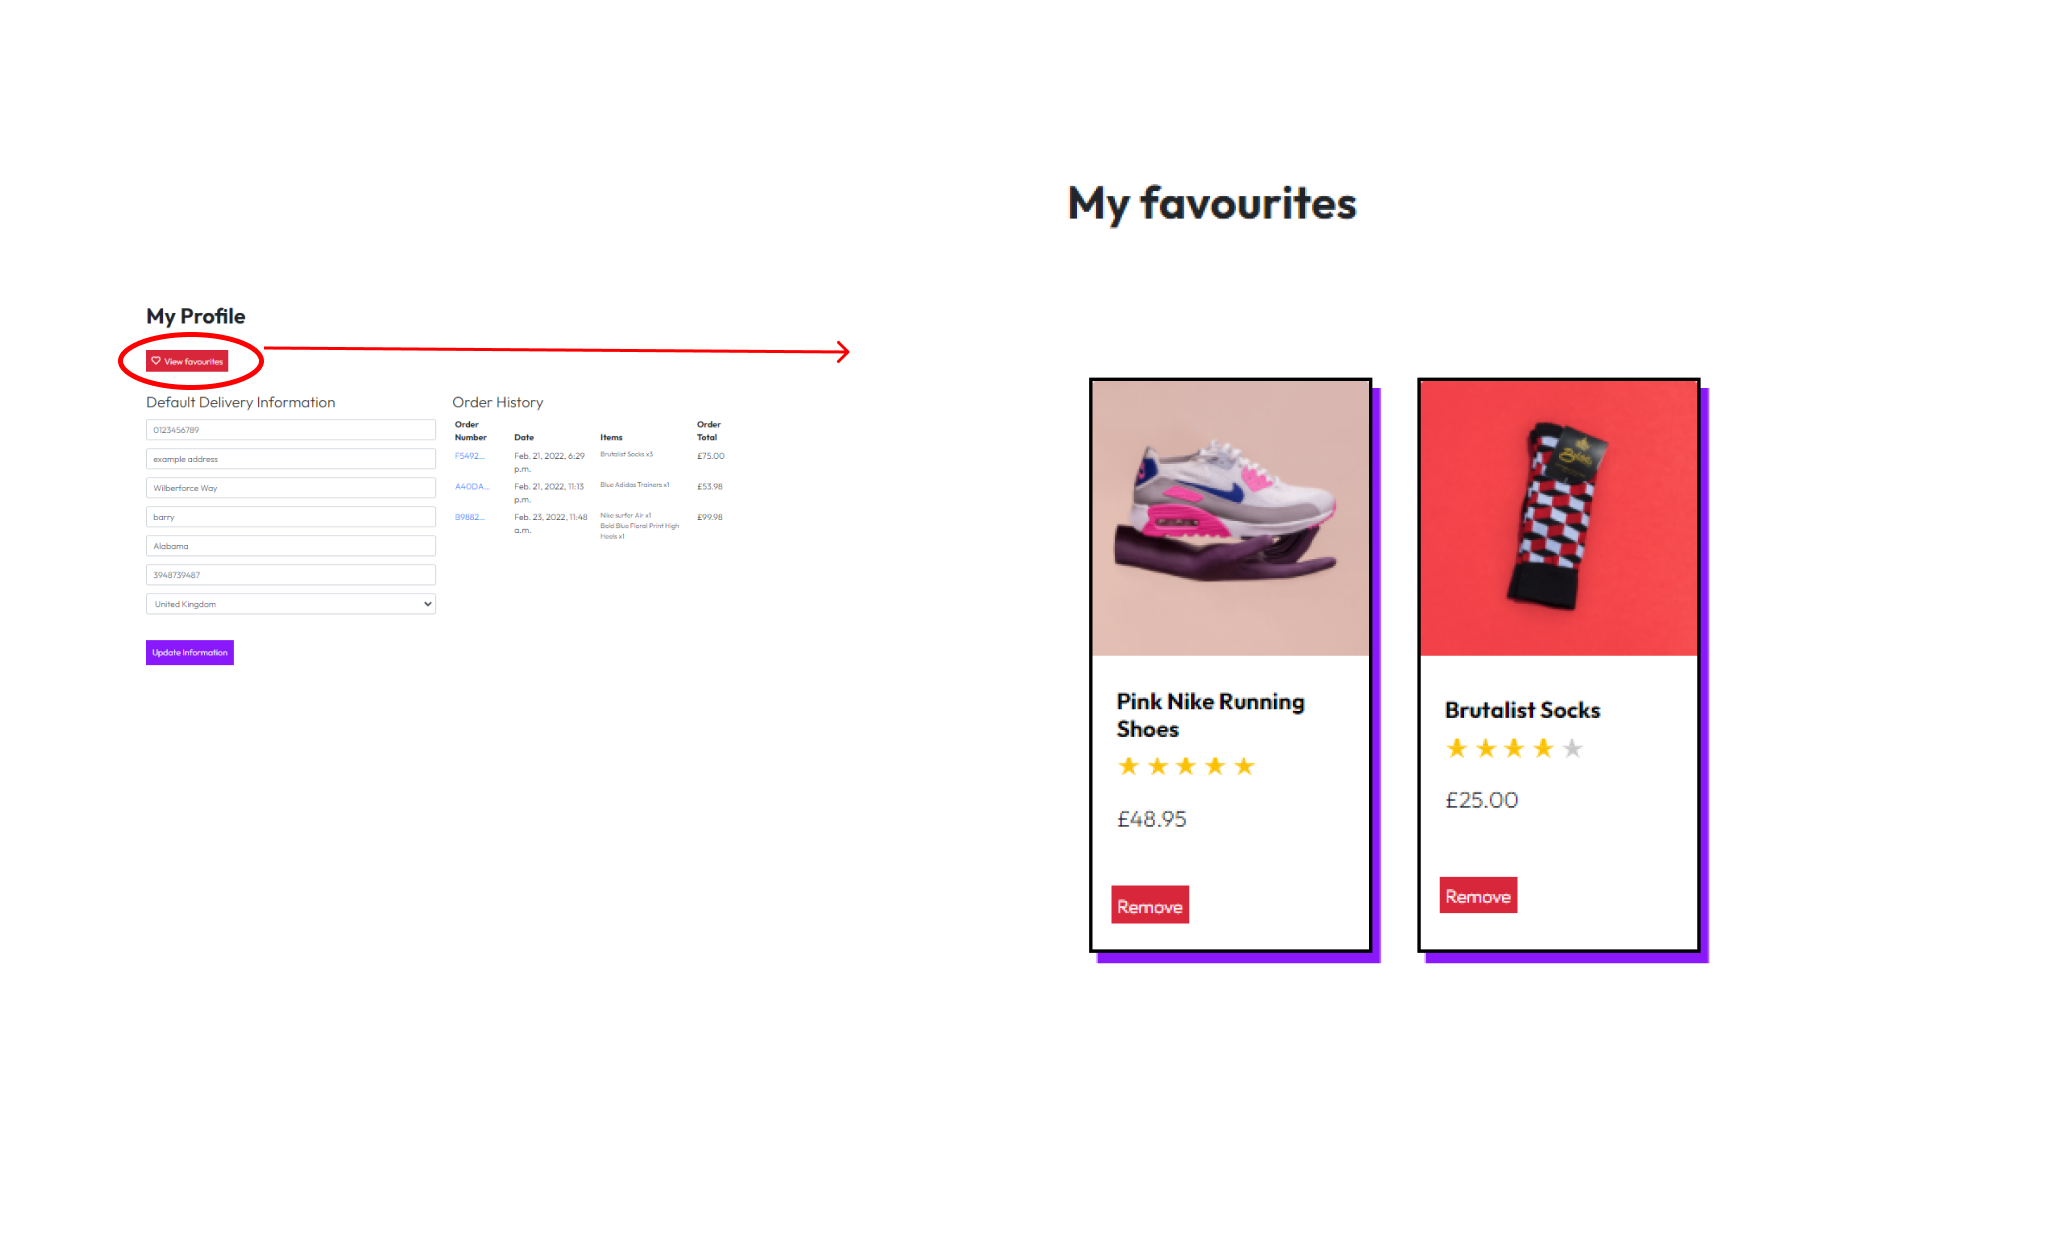 My favourites
My Profile
View favourites
Default Delivery Information
0123456789
example address
Wilberforce Way
barry
Alabama
3948739487
United Kingdom
Update Information
Order History
Order
Number
Date
Items
Order
Total
F5492...
Feb. 21, 2022, 6:29
p.m.
Brutalist Socks x3
£75.00
A40DA...
Feb. 21, 2022, 11:13
p.m.
Blue Adidas Trainers x1
£53.98
B9882...
Feb. 23, 2022, 11:48
a.m.
Nike surfer Air x1
Bold Blue Floral Print High
Heels x1
£99.98
Pink Nike Running
Shoes
£48.95
Remove
Brutalist Socks
£25.00
Remove